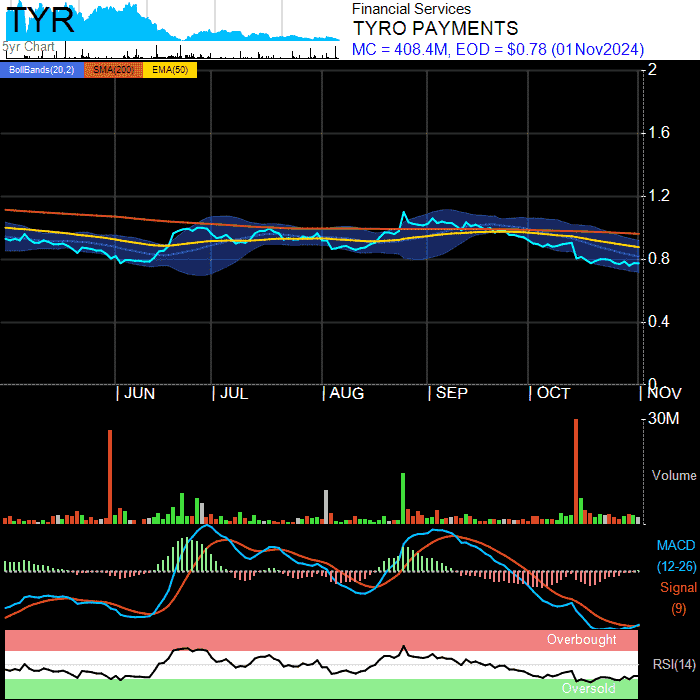 TYR
5yr Chart
Financial Services
TYRO PAYMENTS
MC = 408.4M, EOD = $0.78 (01Nov2024)
BollBands(20,2) SMA(200) EMA(50)
2
1.6
1.2
0.8
0.4
0
JUN JUL AUG SEP OCT NOV
30M
Volume
MACD
(12-26)
Signal
(9)
Overbought
RSI(14)
Oversold